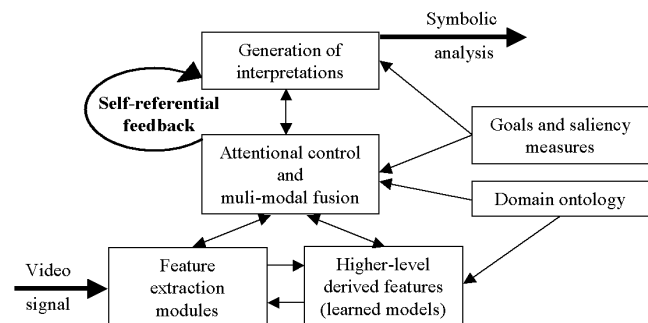 Symbolic
analysis
Generation of
interpretations
Self-referential
feedback
Goals and saliency
measures
Attentional control
and
muli-modal fusion
Domain ontology
Video
signal
Feature
extraction
modules
Higher-level
derived features
(learned models)